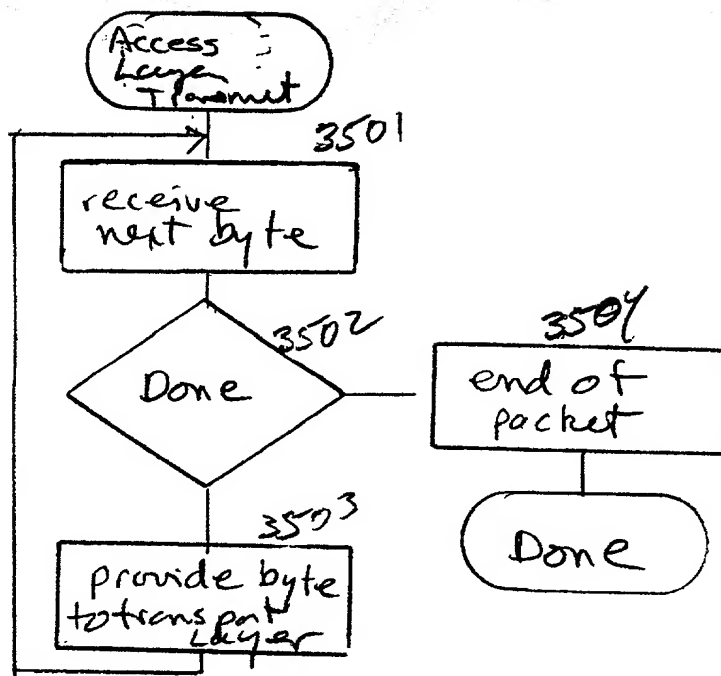 Access
Layer
Transmit
3501
receive
next byte
3502
Done
3504
end of
packet
Done
3503
provide byte
to transport
Layer